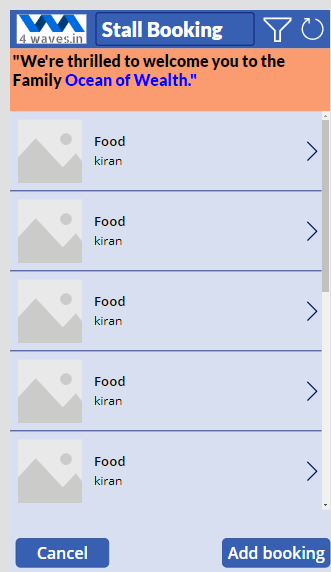 4 waves.in
Stall Booking
"We're thrilled to welcome you to the
Family Ocean of Wealth."
Food
kiran
Food
kiran
Food
kiran
Food
kiran
Food
kiran
Cancel
Add booking